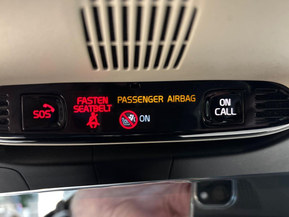 SOS
FASTEN
SEATBELT
PASSENGER AIRBAG
ON
ON
CALL